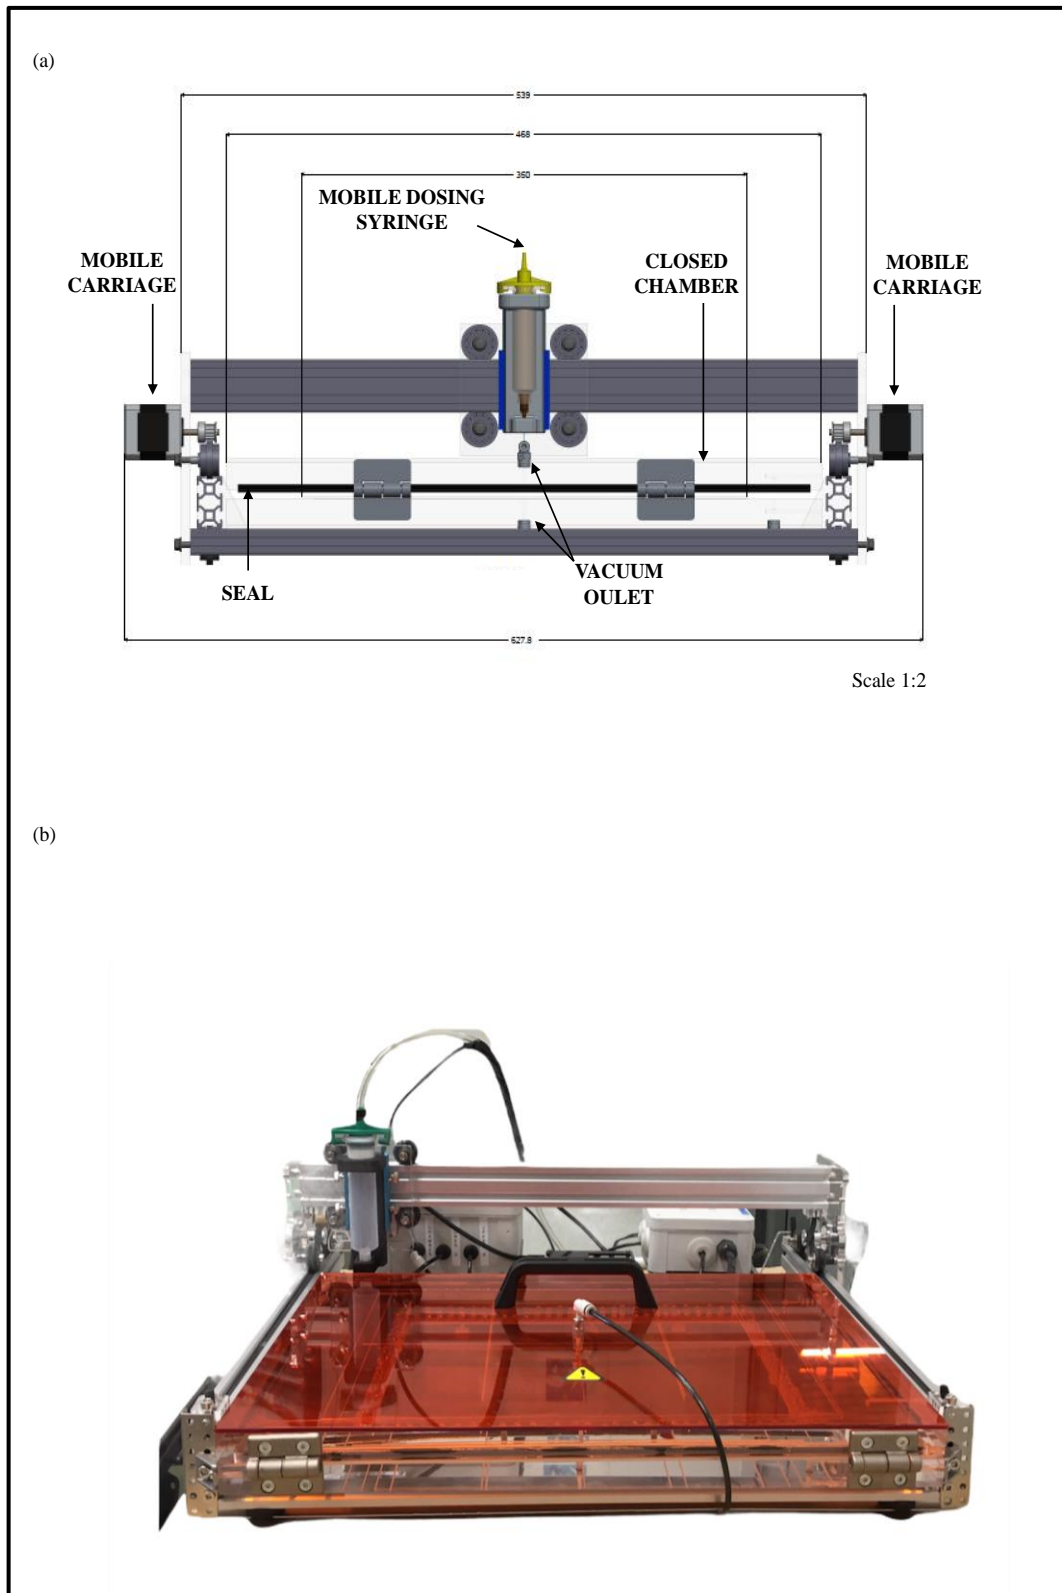 (a)
539
468
350
MOBILE DOSING
SYRINGE
MOBILE
CARRIAGE
CLOSED
CHAMBER
MOBILE
CARRIAGE
SEAL
VACUUM
OULET
627.8
Scale 1:2
(b)